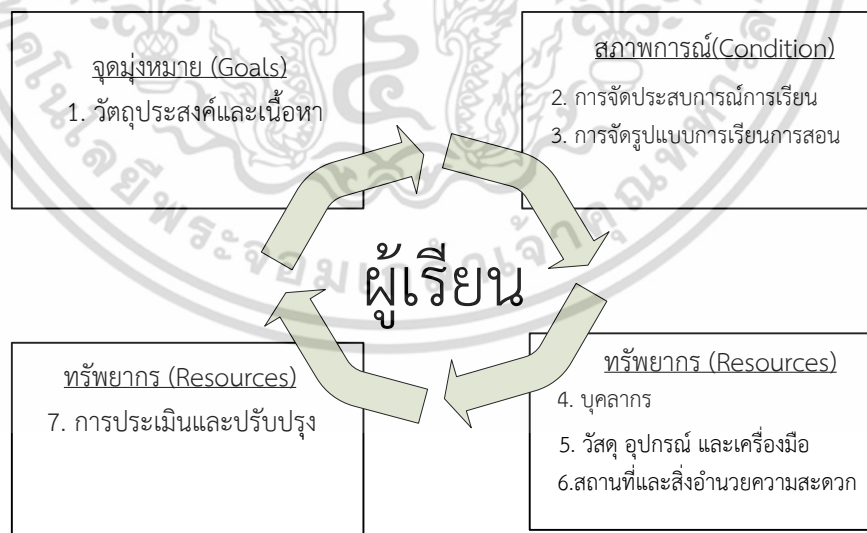 จุดมุ่งหมาย (Goals)
1. วัตถุประสงค์และเนื้อหา
สภาพการณ์(Condition)
2. การจัดประสบการณ์การเรียน
3. การจัดรูปแบบการเรียนการสอน
ผู้เรียน
ทรัพยากร (Resources)
7. การประเมินและปรับปรุง
ทรัพยากร (Resources)
4. บุคลากร
5. วัสดุ อุปกรณ์ และเครื่องมือ
6.สถานที่และสิ่งอำนวยความสะดวก